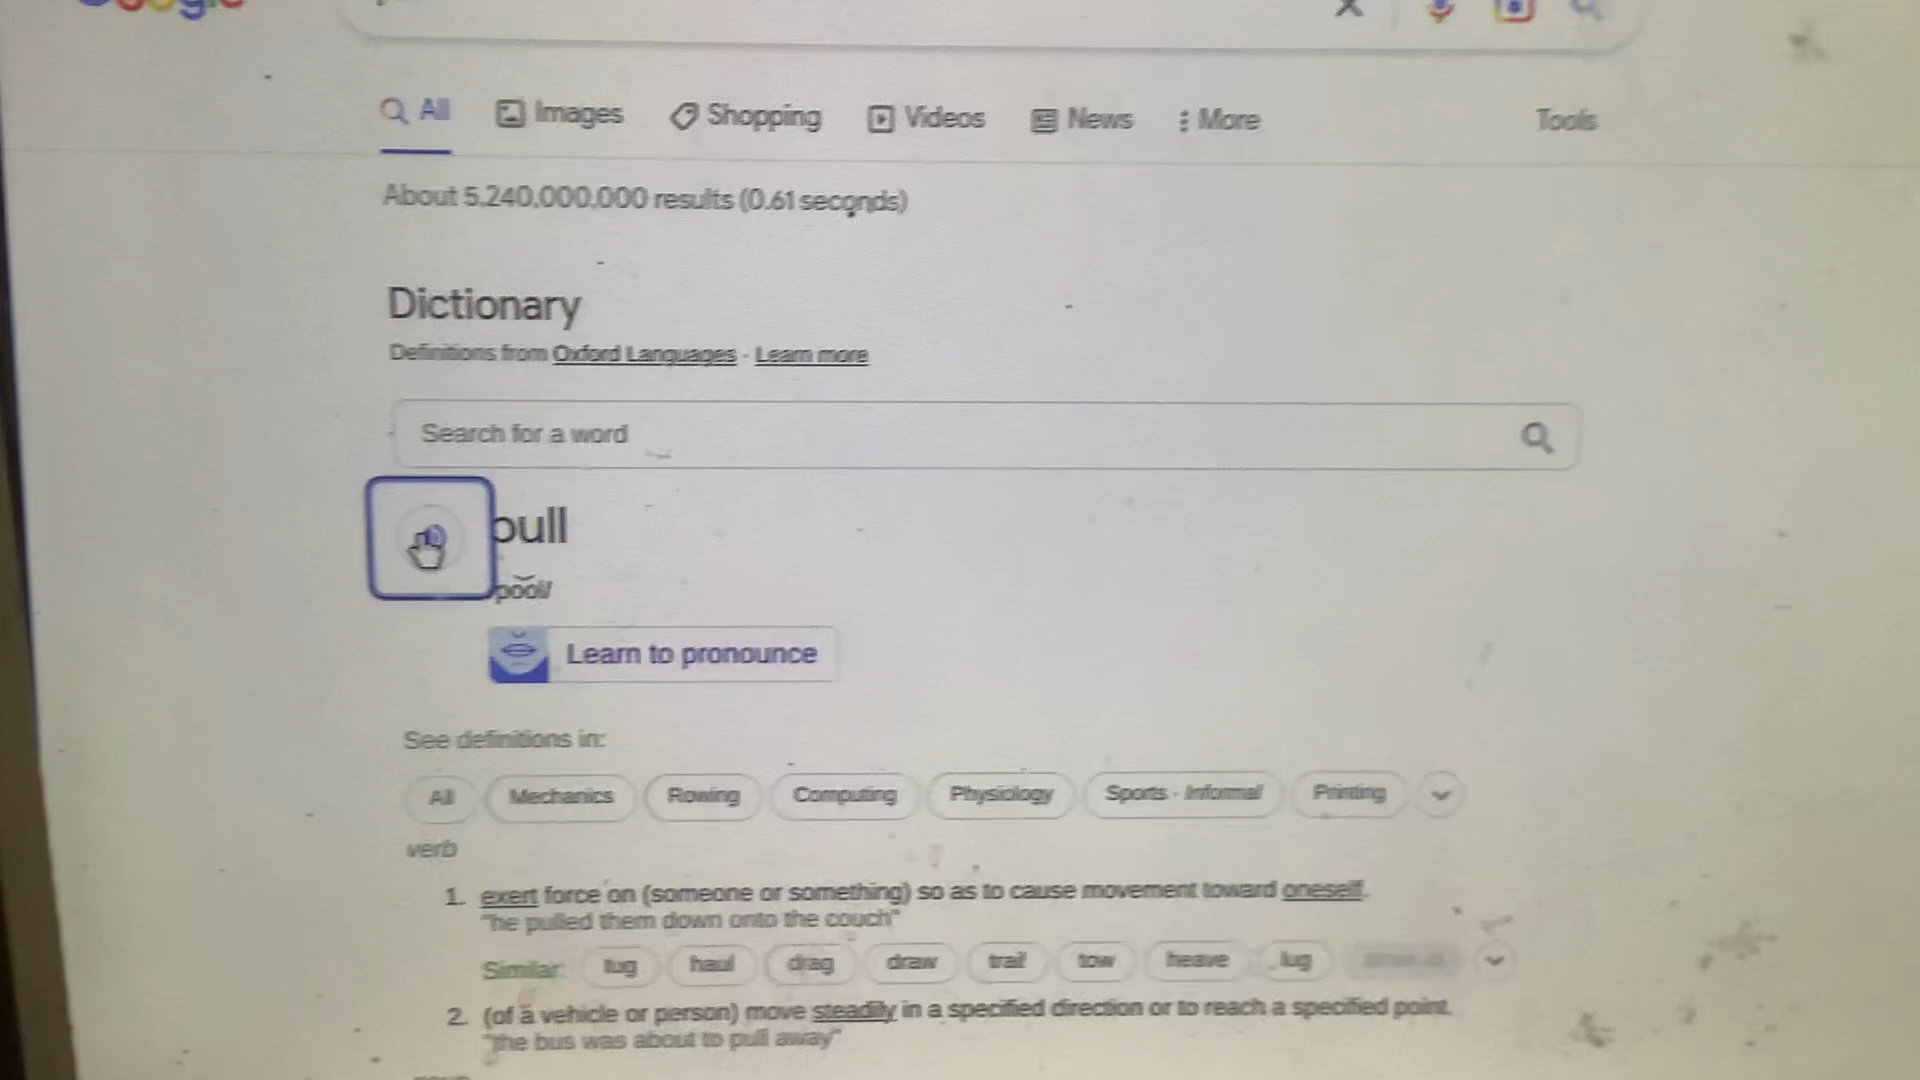 All Images Shopping Videos News More Tools
About 5,240,000,000 results (0.61 seconds)
Dictionary
Definitions from Oxford Languages - Learn more
Search for a word
pull
po͝ol/
Learn to pronounce
See definitions in:
All Mechanics Rowing Computing Physiology Sports - Informal Printing
verb
1. exert force on (someone or something) so as to cause movement toward oneself.
"he pulled them down onto the couch"
Similar: tug haul drag draw trail tow heave lug
2. (of a vehicle or person) move steadily in a specified direction or to reach a specified point.
"the bus was about to pull away"